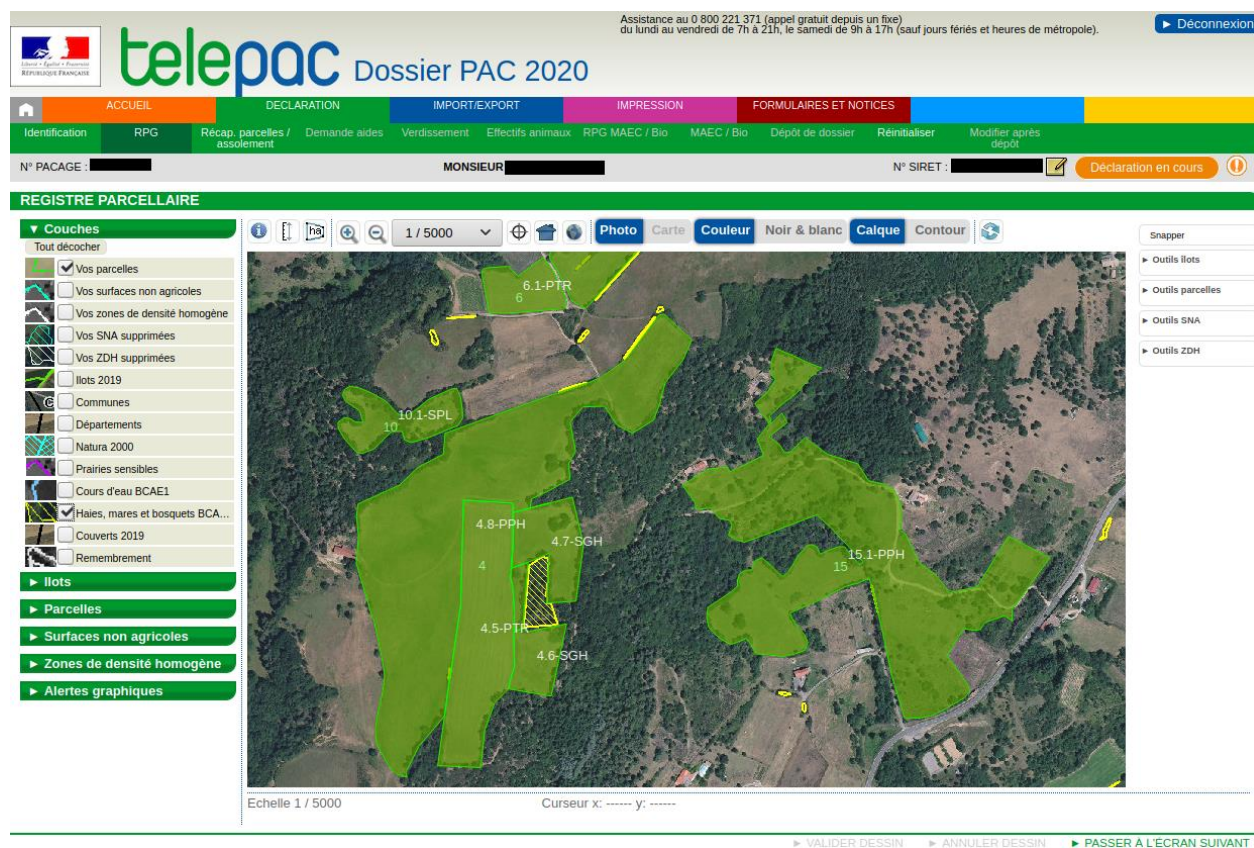 Assistance au 0 800 221 371 (appel gratuit depuis un fixe)
du lundi au vendredi de 7h à 21h, le samedi de 9h à 17h (sauf jours fériés et heures de métropole).
► Déconnexion
RÉPUBLIQUE FRANÇAISE
telepac Dossier PAC 2020
ACCUEIL DECLARATION IMPORT/EXPORT IMPRESSION FORMULAIRES ET NOTICES
Identification RPG Récap. parcelles / assolement Demande aides Verdissement Effectifs animaux RPG MAEC / Bio MAEC / Bio Dépôt de dossier Réinitialiser Modifier après dépôt
N° PACAGE : MONSIEUR N° SIRET : Déclaration en cours
REGISTRE PARCELLAIRE
▼ Couches
Tout décocher
Vos parcelles
Vos surfaces non agricoles
Vos zones de densité homogène
Vos SNA supprimées
Vos ZDH supprimées
Ilots 2019
Communes
Départements
Natura 2000
Prairies sensibles
Cours d'eau BCAE1
Haies, mares et bosquets BCA...
Couverts 2019
Remembrement
► Ilots
► Parcelles
► Surfaces non agricoles
► Zones de densité homogène
► Alertes graphiques
ha
1 / 5000
Photo Carte Couleur Noir & blanc Calque Contour
6.1-PTR
6
10.1-SPL
10
4.8-PPH
4.7-SGH
4
4.5-PTR
4.6-SGH
15.1-PPH
15
Snapper
► Outils îlots
► Outils parcelles
► Outils SNA
► Outils ZDH
Echelle 1 / 5000 Curseur x: ------ y: ------
► VALIDER DESSIN ► ANNULER DESSIN ► PASSER À L'ÉCRAN SUIVANT